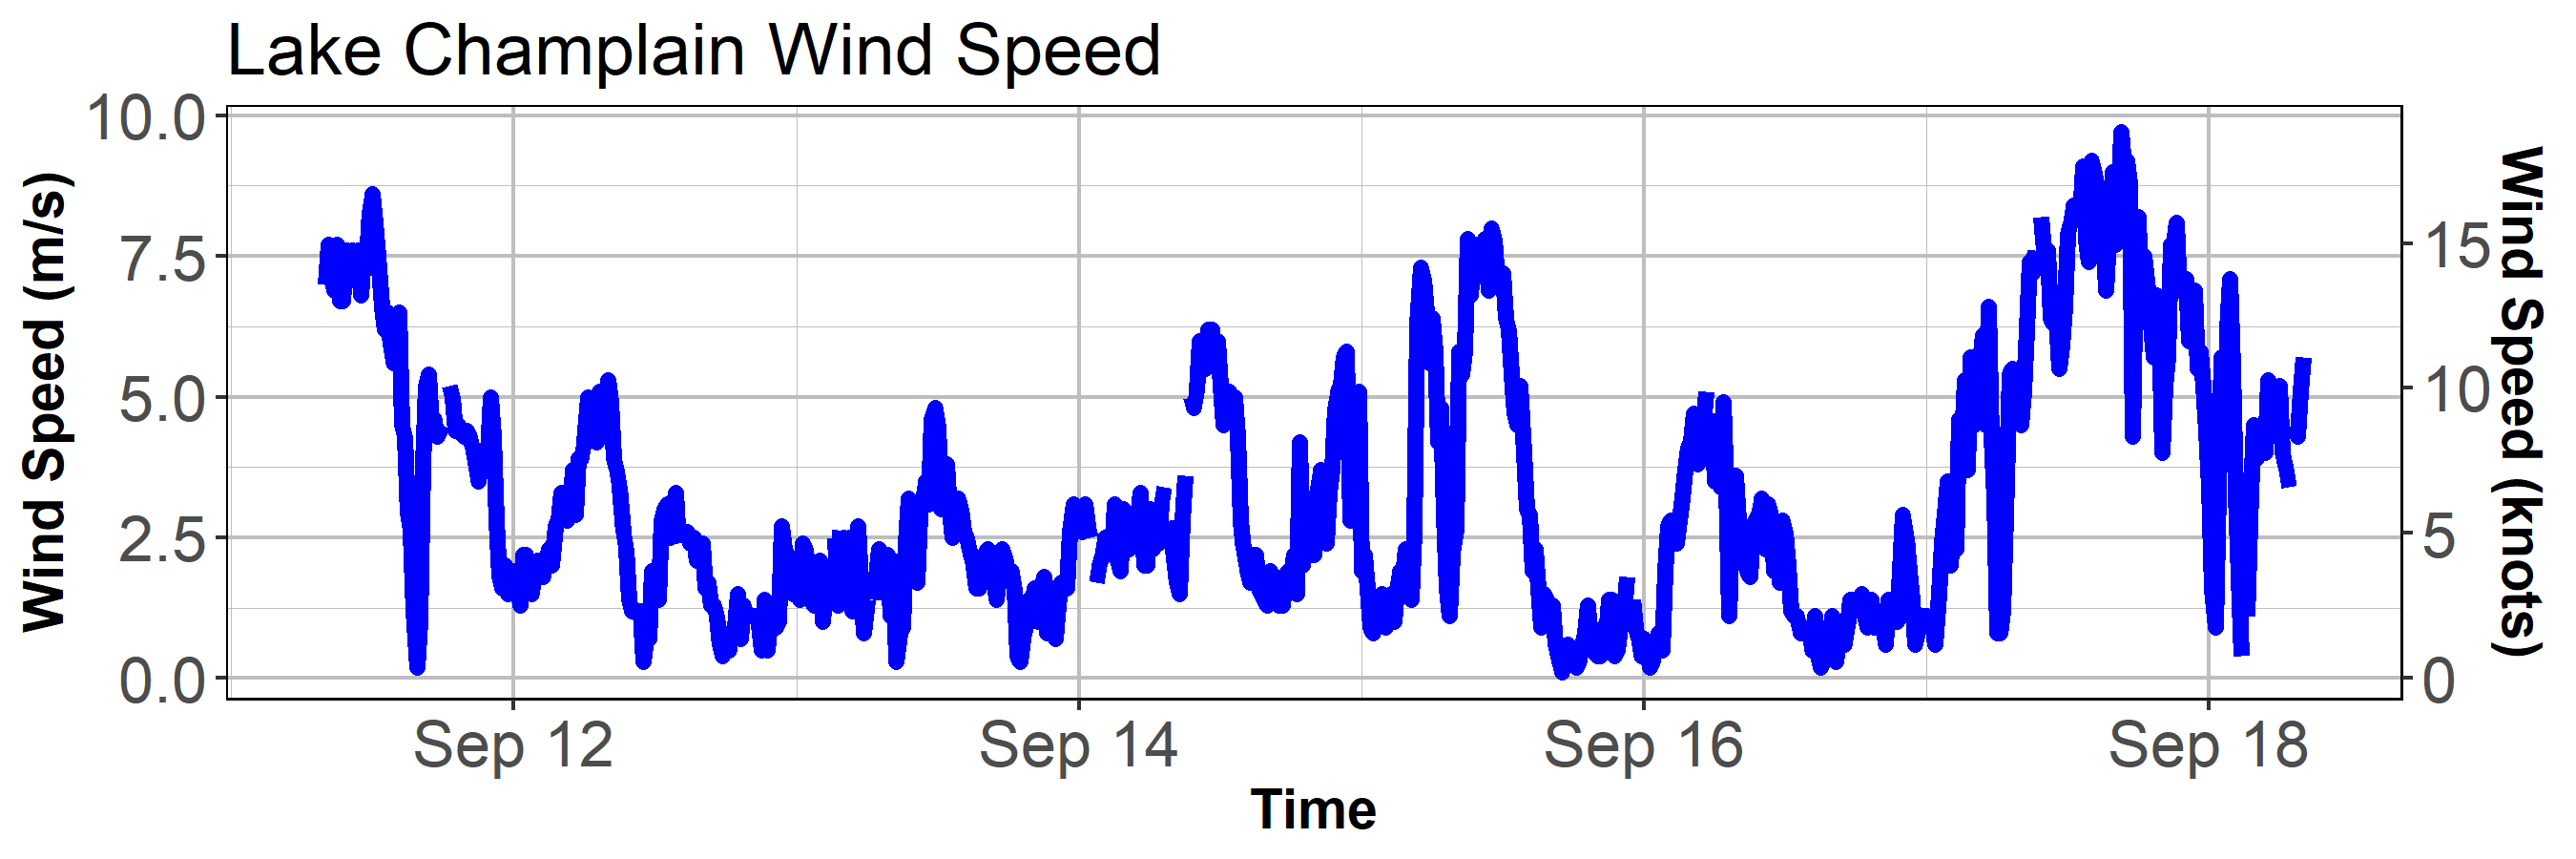 Lake Champlain Wind Speed
Wind Speed (m/s)
10.0
7.5
5.0
2.5
0.0
Wind Speed (knots)
15
10
5
0
Sep 12
Sep 14
Sep 16
Sep 18
Time